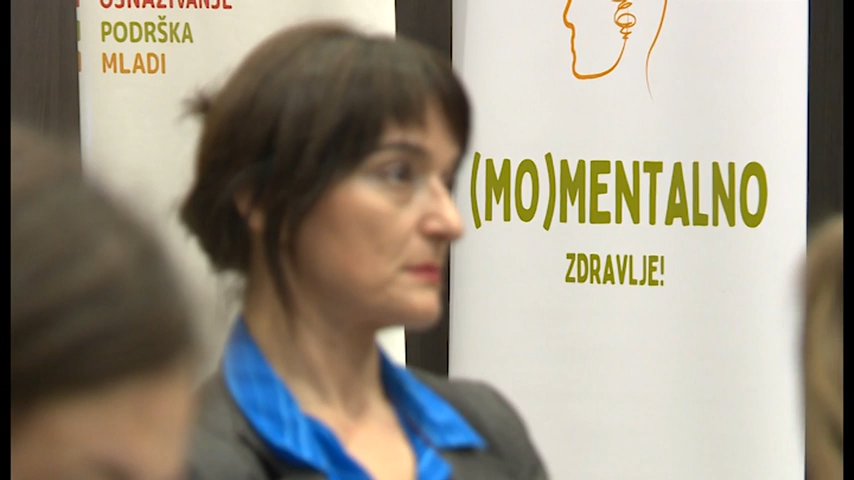 OSNAŽIVANJE
PODRŠKA
MLADI
(MO)MENTALNO
ZDRAVLJE!